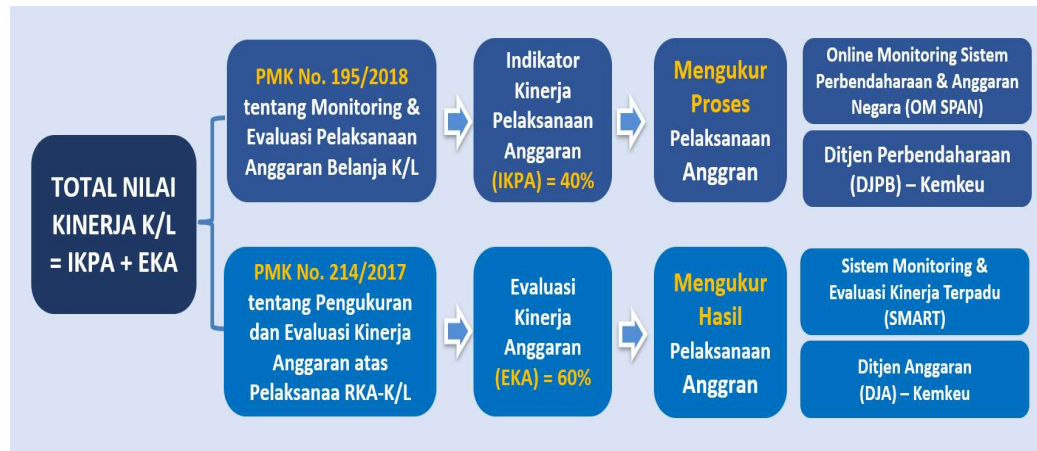 TOTAL NILAI
KINERJA K/L
= IKPA + EKA
PMK No. 195/2018
tentang Monitoring &
Evaluasi Pelaksanaan
Anggaran Belanja K/L
Indikator
Kinerja
Pelaksanaan
Anggaran
(IKPA) = 40%
Mengukur
Proses
Pelaksanaan
Anggran
Online Monitoring Sistem
Perbendaharaan & Anggaran
Negara (OM SPAN)
Ditjen Perbendaharaan
(DJPB) – Kemkeu
PMK No. 214/2017
tentang Pengukuran
dan Evaluasi Kinerja
Anggaran atas
Pelaksanaa RKA-K/L
Evaluasi
Kinerja
Anggaran
(EKA) = 60%
Mengukur
Hasil
Pelaksanaan
Anggran
Sistem Monitoring &
Evaluasi Kinerja Terpadu
(SMART)
Ditjen Anggaran
(DJA) – Kemkeu